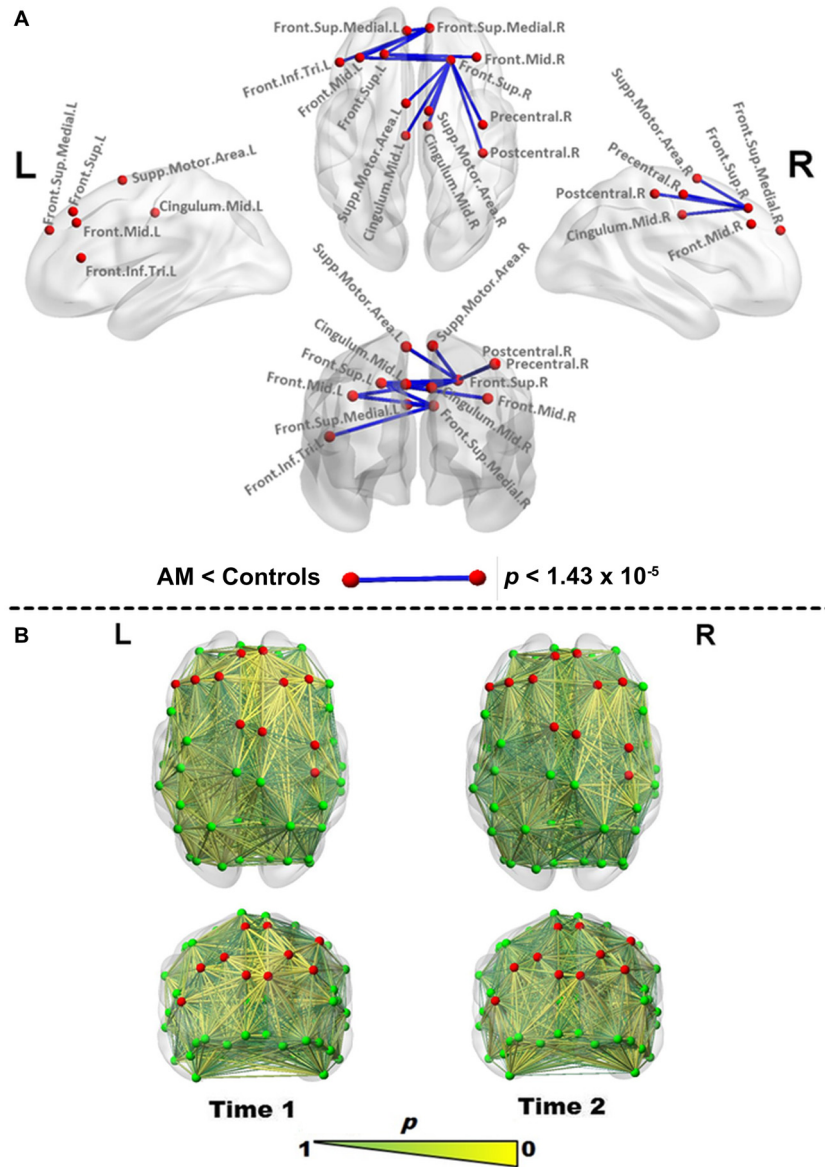 A
Front.Sup.Medial.L
Front.Sup.Medial.R
Front.Inf.Tri.L
Front.Mid.L
Front.Sup.L
Front.Mid.R
Front.Sup.R
Supp.Motor.Area.L
Cingulum.Mid.L
Precentral.R
Postcentral.R
Supp.Motor.Area.R
Cingulum.Mid.R
L
Front.Sup.Medial.L
Front.Sup.L
Supp.Motor.Area.L
Cingulum.Mid.L
Front.Mid.L
Front.Inf.Tri.L
R
Supp.Motor.Area.R
Front.Sup.R
Front.Sup.Medial.R
Precentral.R
Postcentral.R
Cingulum.Mid.R
Front.Mid.R
Supp.Motor.Area.L
Supp.Motor.Area.R
Cingulum.Mid.L
Front.Sup.L
Front.Mid.L
Front.Sup.Medial.L
Front.Inf.Tri.L
Postcentral.R
Precentral.R
Front.Sup.R
Front.Mid.R
Cingulum.Mid.R
Front.Sup.Medial.R
AM < Controls
p < 1.43 x 10-5
B
L
R
Time 1
Time 2
p
1
0